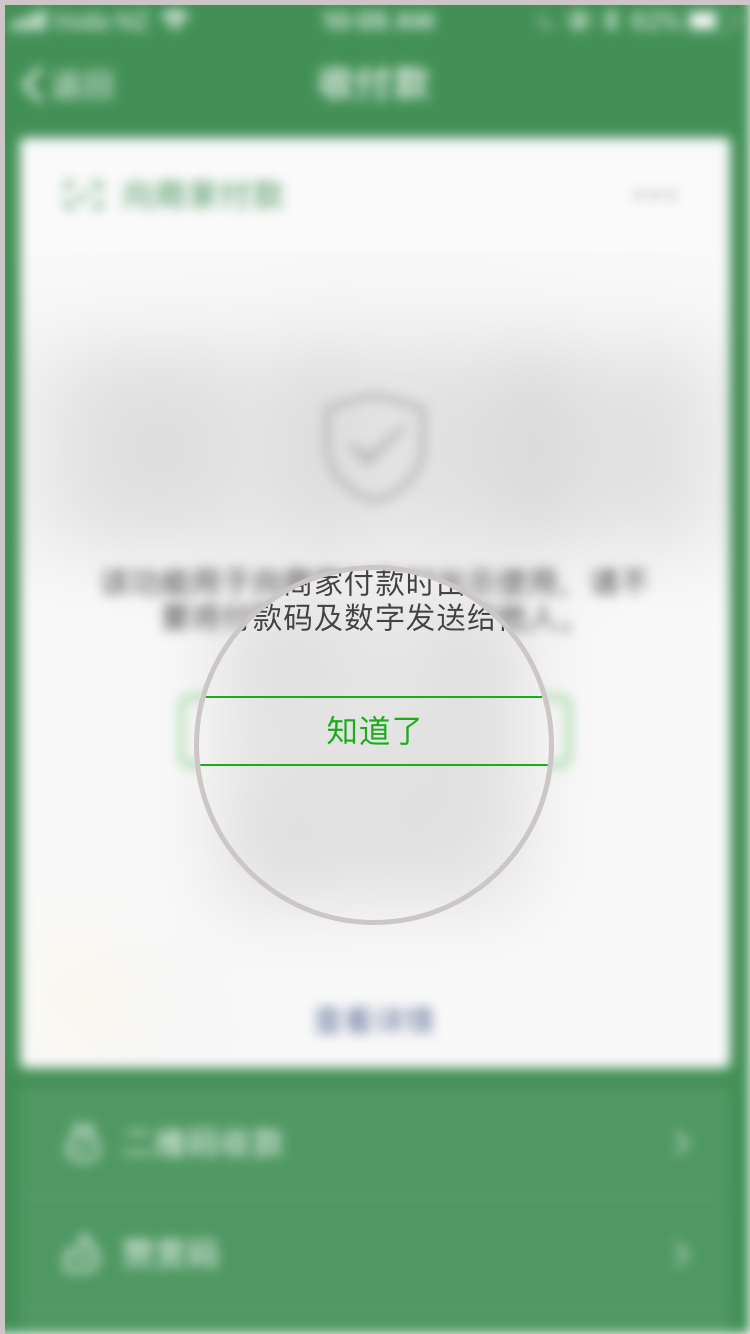 返回
收付款
向商家付款
该功能用于向商家付款时出示使用，请不
要将付款码及数字发送给他人。
知道了
查看详情
二维码收款
赞赏码